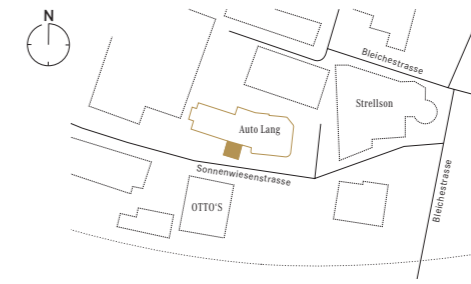 N
Bleichestrasse
Strellson
Auto Lang
Sonnenwiesenstrasse
OTTO'S
Bleichestrasse